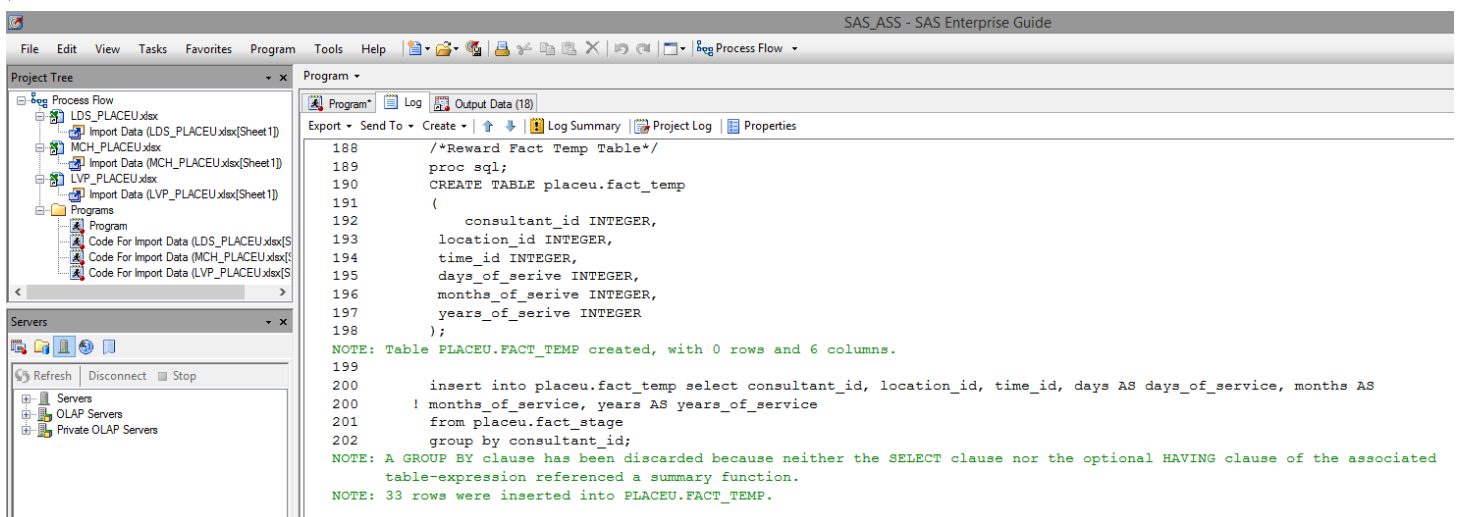 SAS_ASS - SAS Enterprise Guide
File Edit View Tasks Favorites Program Tools Help Process Flow
Project Tree
Process Flow
LDS_PLACEU.xlsx
Import Data (LDS_PLACEU.xlsx[Sheet1])
MCH_PLACEU.xlsx
Import Data (MCH_PLACEU.xlsx[Sheet1])
LVP_PLACEU.xlsx
Import Data (LVP_PLACEU.xlsx[Sheet1])
Programs
Program
Code For Import Data (LDS_PLACEU.xlsx[S
Code For Import Data (MCH_PLACEU.xlsx[S
Code For Import Data (LVP_PLACEU.xlsx[S
Servers
Refresh Disconnect Stop
Servers
OLAP Servers
Private OLAP Servers
Program
Program* Log Output Data (18)
Export Send To Create Log Summary Project Log Properties
188 /*Reward Fact Temp Table*/
189 proc sql;
190 CREATE TABLE placeu.fact_temp
191 (
192 consultant_id INTEGER,
193 location_id INTEGER,
194 time_id INTEGER,
195 days_of_serive INTEGER,
196 months_of_serive INTEGER,
197 years_of_serive INTEGER
198 );
NOTE: Table PLACEU.FACT_TEMP created, with 0 rows and 6 columns.
199
200 insert into placeu.fact_temp select consultant_id, location_id, time_id, days AS days_of_service, months AS
200 ! months_of_service, years AS years_of_service
201 from placeu.fact_stage
202 group by consultant_id;
NOTE: A GROUP BY clause has been discarded because neither the SELECT clause nor the optional HAVING clause of the associated
table-expression referenced a summary function.
NOTE: 33 rows were inserted into PLACEU.FACT_TEMP.